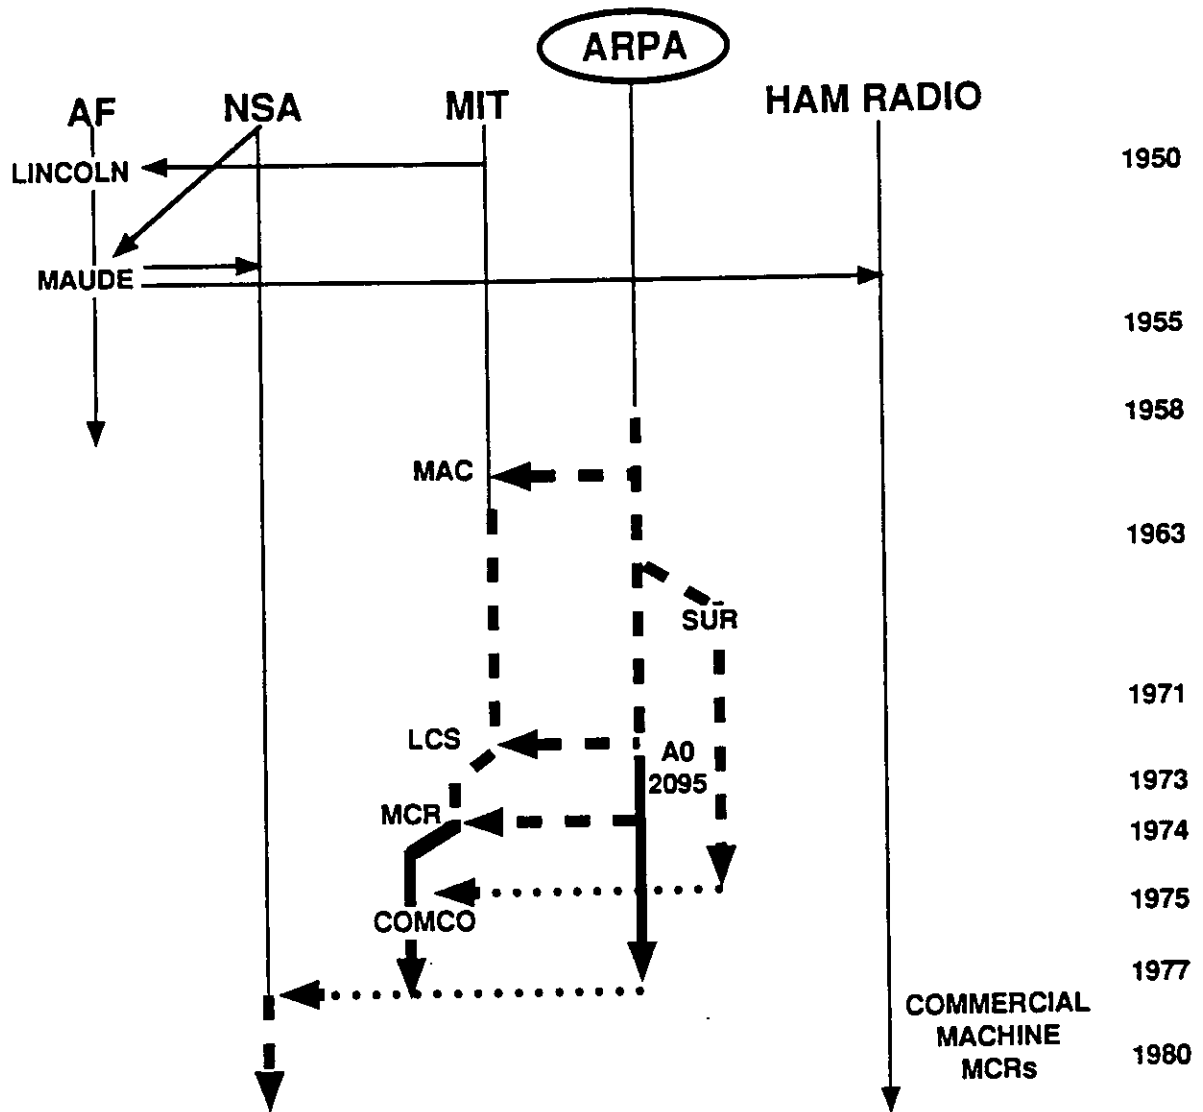 ARPA
AF
NSA
MIT
HAM RADIO
LINCOLN
1950
MAUDE
1955
1958
MAC
1963
SUR
1971
LCS
A0
2095
1973
MCR
1974
1975
COMCO
1977
COMMERCIAL
MACHINE
MCRs
1980